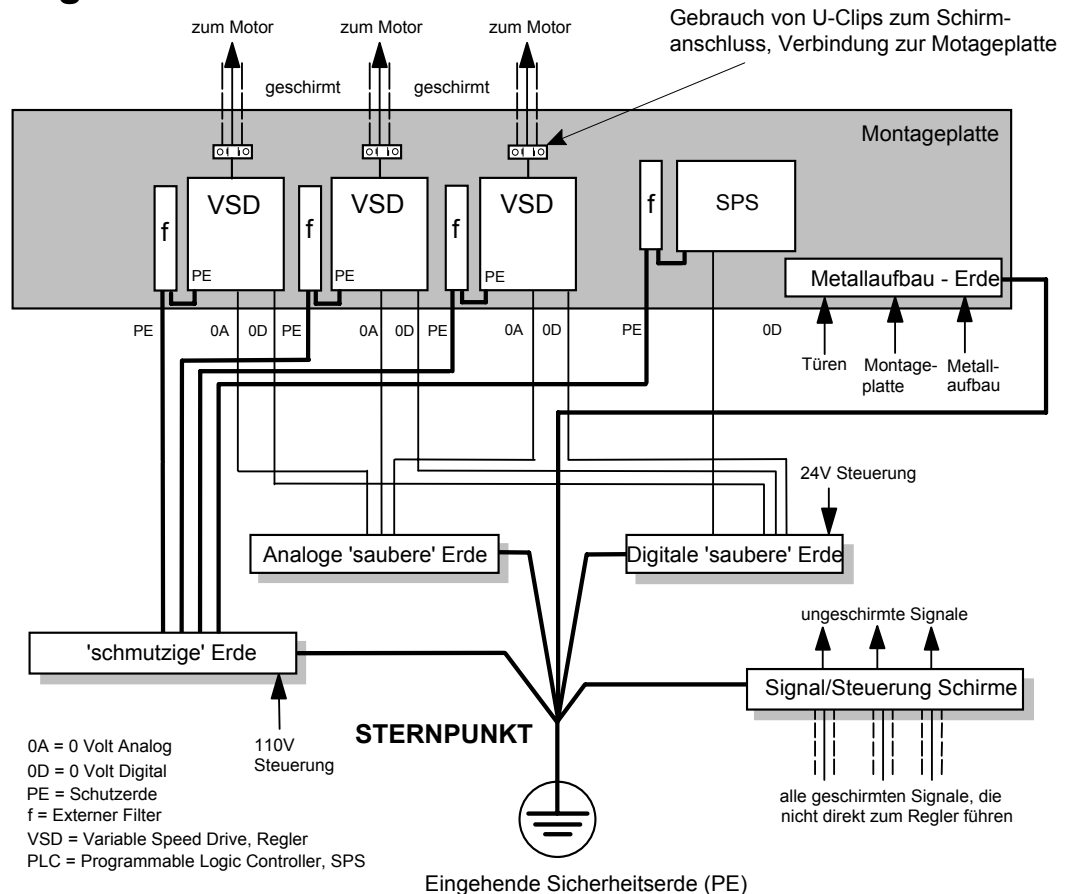 zum Motor
zum Motor
zum Motor
Gebrauch von U-Clips zum Schirm-
anschluss, Verbindung zur Motageplatte
geschirmt
geschirmt
Montageplatte
f
VSD
PE
f
VSD
PE
f
VSD
PE
f
SPS
Metallaufbau - Erde
PE
0A
0D
PE
0A
0D
PE
0A
0D
PE
0D
Türen
Montage-
platte
Metall-
aufbau
24V Steuerung
Analoge 'saubere' Erde
Digitale 'saubere' Erde
'schmutzige' Erde
ungeschirmte Signale
Signal/Steuerung Schirme
STERNPUNKT
110V
Steuerung
0A = 0 Volt Analog
0D = 0 Volt Digital
PE = Schutzerde
f = Externer Filter
VSD = Variable Speed Drive, Regler
PLC = Programmable Logic Controller, SPS
alle geschirmten Signale, die
nicht direkt zum Regler führen
Eingehende Sicherheitserde (PE)